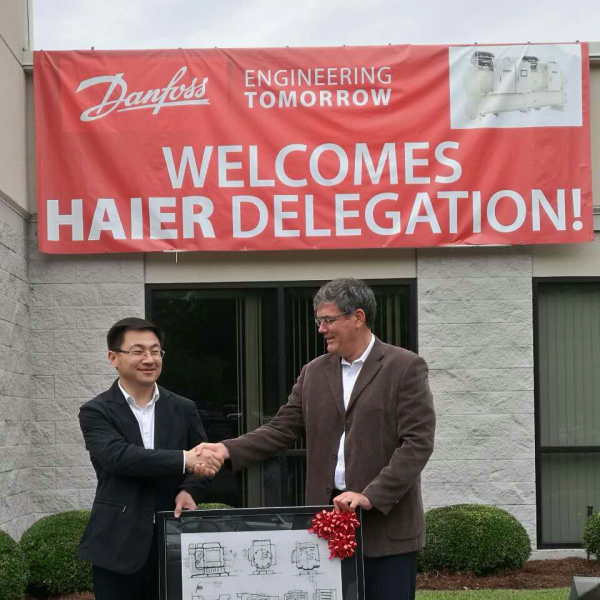 Danfoss
ENGINEERING
TOMORROW
WELCOMES
HAIER DELEGATION!